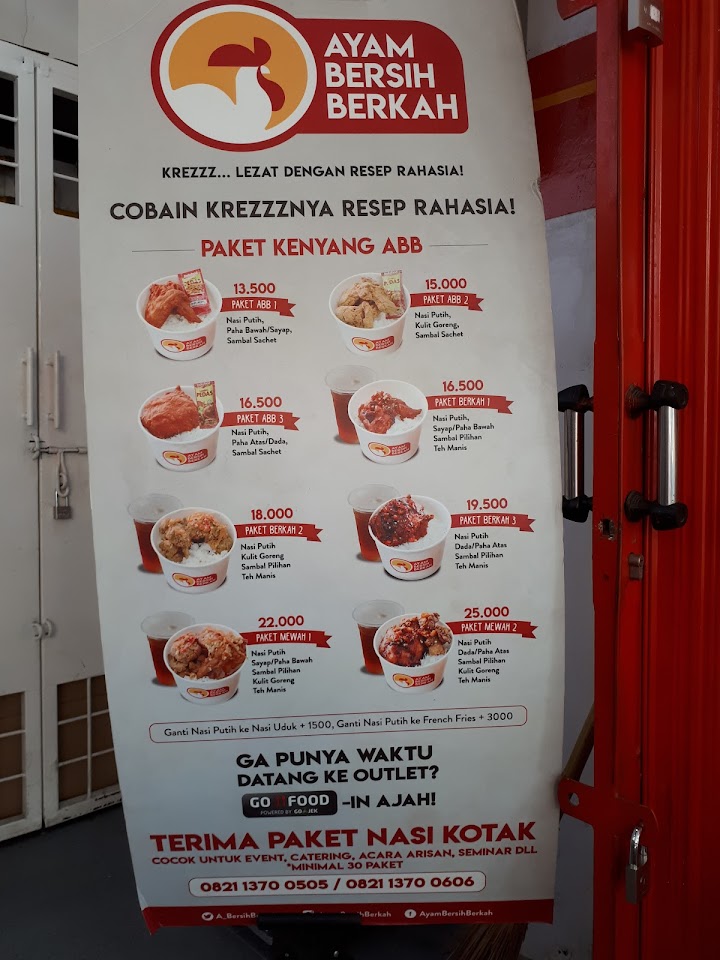 AYAM
BERSIH
BERKAH
KREZZZ... LEZAT DENGAN RESEP RAHASIA!
COBAIN KREZZZNYA RESEP RAHASIA!
PAKET KENYANG ABB
13.500
PAKET ABB 1
Nasi Putih,
Paha Bawah/Sayap,
Sambal Sachet
15.000
PAKET ABB 2
Nasi Putih,
Kulit Goreng,
Sambal Sachet
16.500
PAKET ABB 3
Nasi Putih,
Paha Atas/Dada,
Sambal Sachet
16.500
PAKET BERKAH 1
Nasi Putih,
Sayap/Paha Bawah
Sambal Pilihan
Teh Manis
18.000
PAKET BERKAH 2
Nasi Putih
Kulit Goreng
Sambal Pilihan
Teh Manis
19.500
PAKET BERKAH 3
Nasi Putih
Dada/Paha Atas
Sambal Pilihan
Teh Manis
22.000
PAKET MEWAH 1
Nasi Putih
Sayap/Paha Bawah
Sambal Pilihan
Kulit Goreng
Teh Manis
25.000
PAKET MEWAH 2
Nasi Putih
Dada/Paha Atas
Sambal Pilihan
Kulit Goreng
Teh Manis
Ganti Nasi Putih ke Nasi Uduk + 1500, Ganti Nasi Putih ke French Fries + 3000
GA PUNYA WAKTU
DATANG KE OUTLET?
GO FOOD -IN AJAH!
POWERED BY GO-JEK
TERIMA PAKET NASI KOTAK
COCOK UNTUK EVENT, CATERING, ACARA ARISAN, SEMINAR DLL
*MINIMAL 30 PAKET
0821 1370 0505 / 0821 1370 0606
AyamBersihBerkah